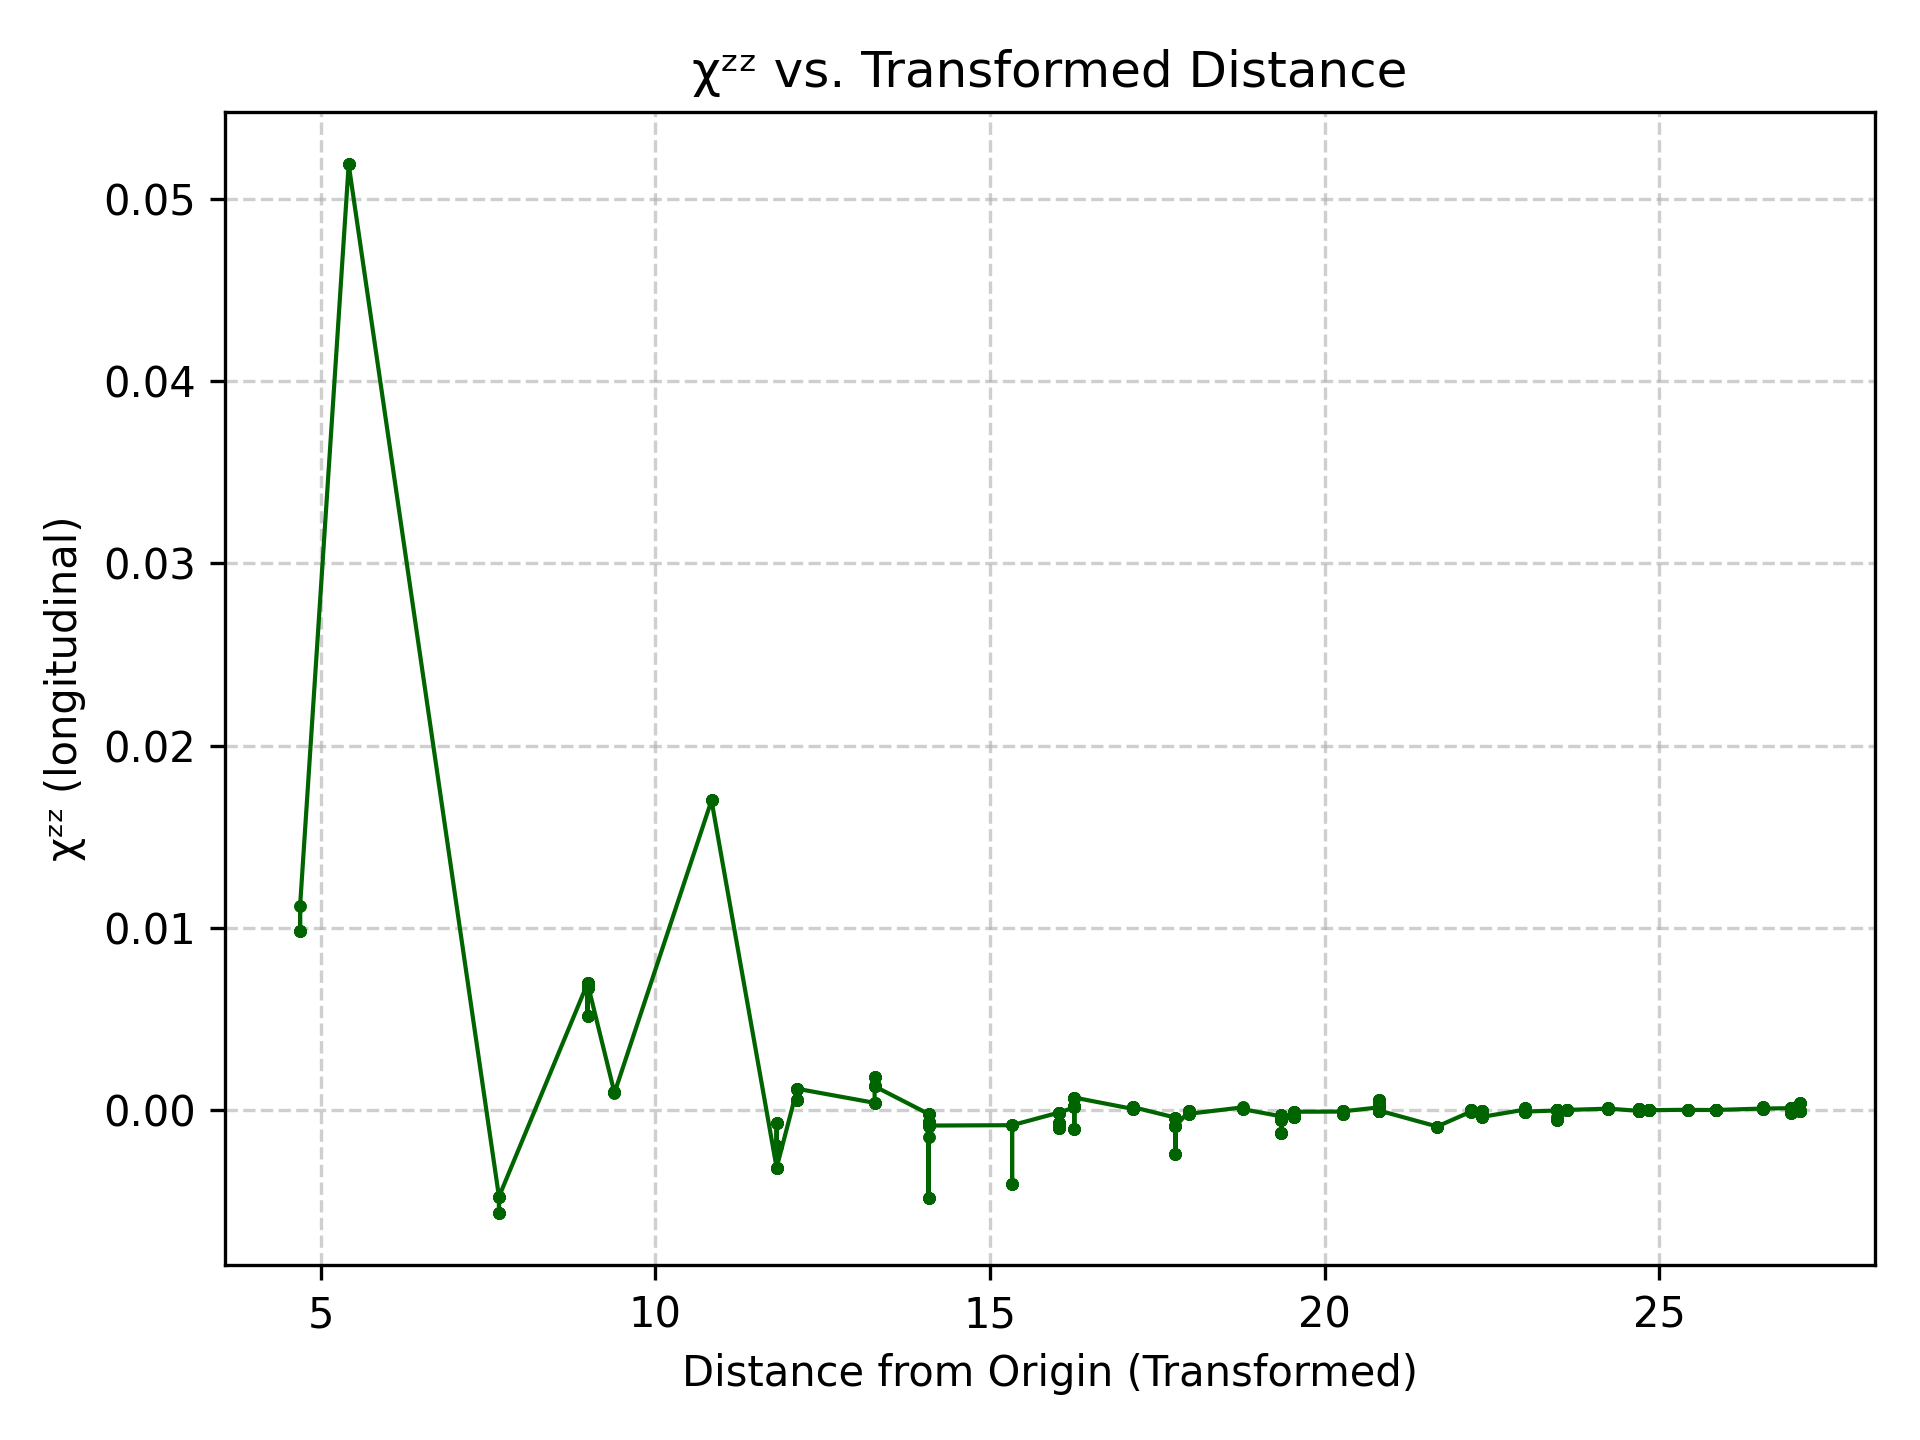 χᶻᶻ vs. Transformed Distance
χᶻᶻ (longitudinal)
0.05
0.04
0.03
0.02
0.01
0.00
5 10 15 20 25
Distance from Origin (Transformed)